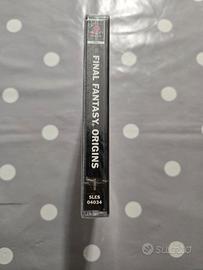 FINAL FANTASY. ORIGINS
SLES
04034
Subito